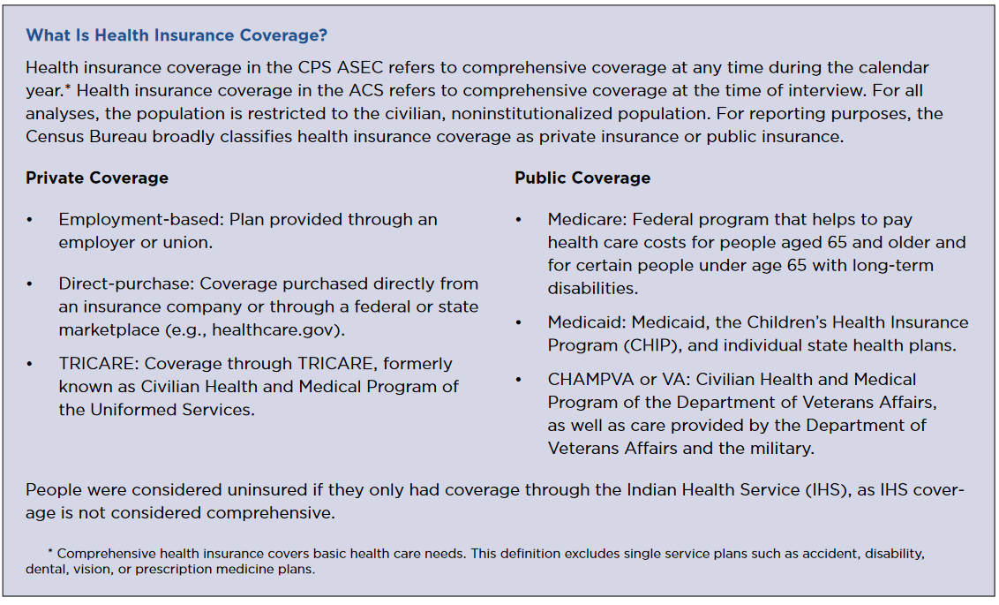 What Is Health Insurance Coverage?
Health insurance coverage in the CPS ASEC refers to comprehensive coverage at any time during the calendar
year.* Health insurance coverage in the ACS refers to comprehensive coverage at the time of interview. For all
analyses, the population is restricted to the civilian, noninstitutionalized population. For reporting purposes, the
Census Bureau broadly classifies health insurance coverage as private insurance or public insurance.
Private Coverage
• Employment-based: Plan provided through an
employer or union.
• Direct-purchase: Coverage purchased directly from
an insurance company or through a federal or state
marketplace (e.g., healthcare.gov).
• TRICARE: Coverage through TRICARE, formerly
known as Civilian Health and Medical Program of
the Uniformed Services.
Public Coverage
• Medicare: Federal program that helps to pay
health care costs for people aged 65 and older and
for certain people under age 65 with long-term
disabilities.
• Medicaid: Medicaid, the Children’s Health Insurance
Program (CHIP), and individual state health plans.
• CHAMPVA or VA: Civilian Health and Medical
Program of the Department of Veterans Affairs,
as well as care provided by the Department of
Veterans Affairs and the military.
People were considered uninsured if they only had coverage through the Indian Health Service (IHS), as IHS cover-
age is not considered comprehensive.
* Comprehensive health insurance covers basic health care needs. This definition excludes single service plans such as accident, disability,
dental, vision, or prescription medicine plans.